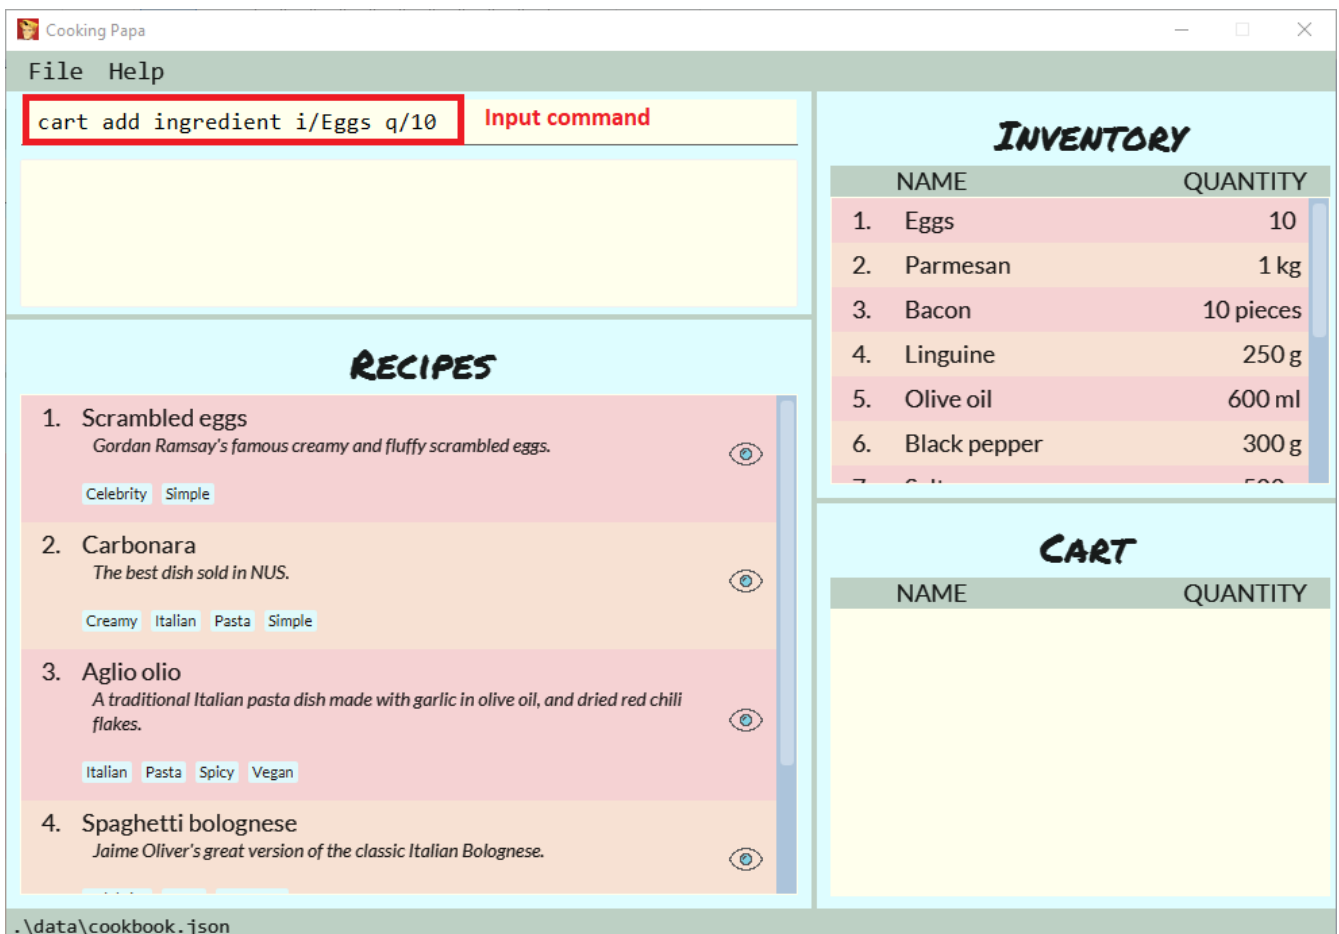 Cooking Papa
File Help
cart add ingredient i/Eggs q/10
Input command
RECIPES
1. Scrambled eggs
Gordan Ramsay's famous creamy and fluffy scrambled eggs.
Celebrity Simple
2. Carbonara
The best dish sold in NUS.
Creamy Italian Pasta Simple
3. Aglio olio
A traditional Italian pasta dish made with garlic in olive oil, and dried red chili
flakes.
Italian Pasta Spicy Vegan
4. Spaghetti bolognese
Jaime Oliver's great version of the classic Italian Bolognese.
INVENTORY
NAME QUANTITY
1. Eggs 10
2. Parmesan 1 kg
3. Bacon 10 pieces
4. Linguine 250 g
5. Olive oil 600 ml
6. Black pepper 300 g
CART
NAME QUANTITY
.\data\cookbook.json